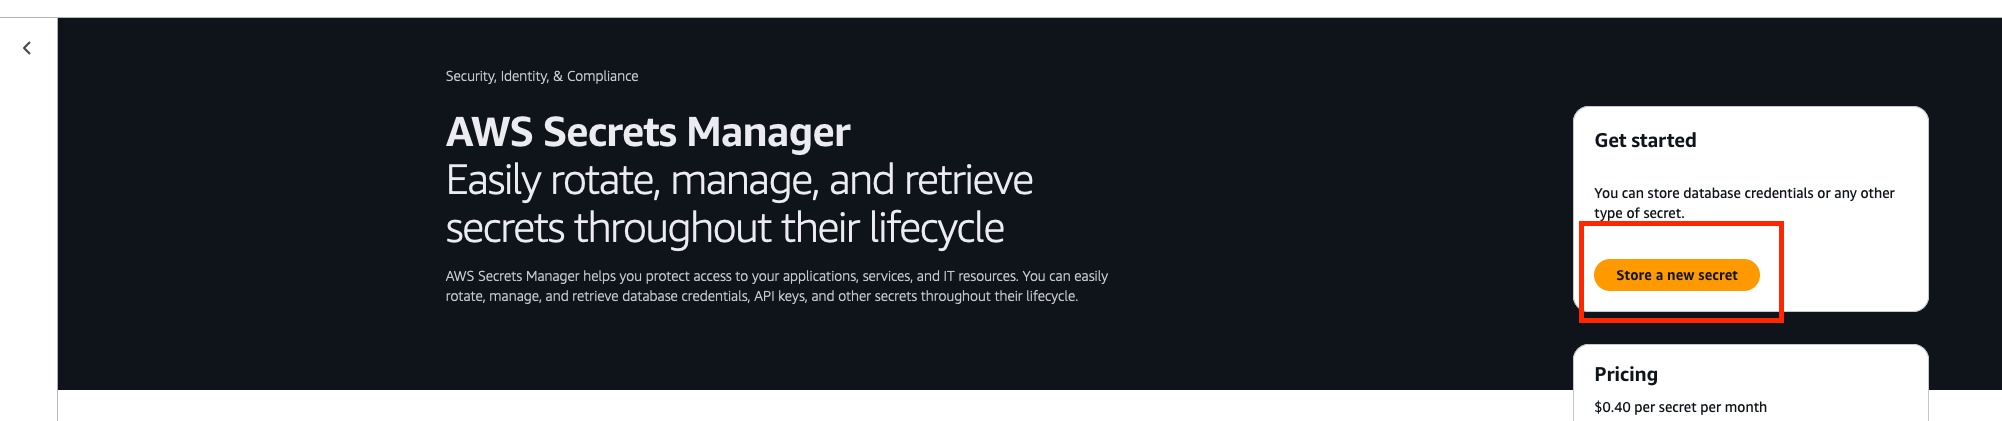 Security, Identity, & Compliance
AWS Secrets Manager
Easily rotate, manage, and retrieve
secrets throughout their lifecycle
AWS Secrets Manager helps you protect access to your applications, services, and IT resources. You can easily
rotate, manage, and retrieve database credentials, API keys, and other secrets throughout their lifecycle.
Get started
You can store database credentials or any other
type of secret.
Store a new secret
Pricing
$0.40 per secret per month